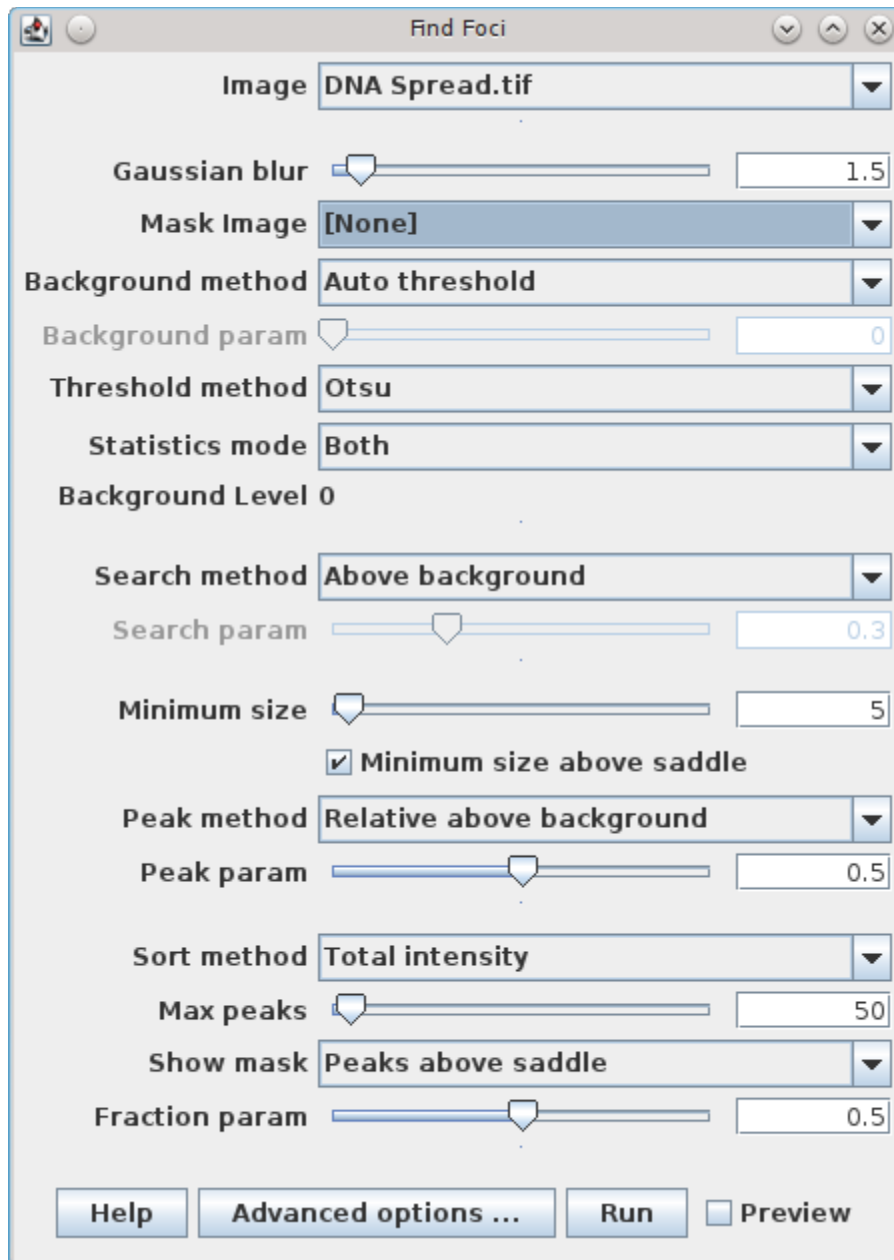 Find Foci
Image DNA Spread.tif
Gaussian blur 1.5
Mask Image [None]
Background method Auto threshold
Background param 0
Threshold method Otsu
Statistics mode Both
Background Level 0
Search method Above background
Search param 0.3
Minimum size 5
Minimum size above saddle
Peak method Relative above background
Peak param 0.5
Sort method Total intensity
Max peaks 50
Show mask Peaks above saddle
Fraction param 0.5
Help Advanced options ... Run Preview